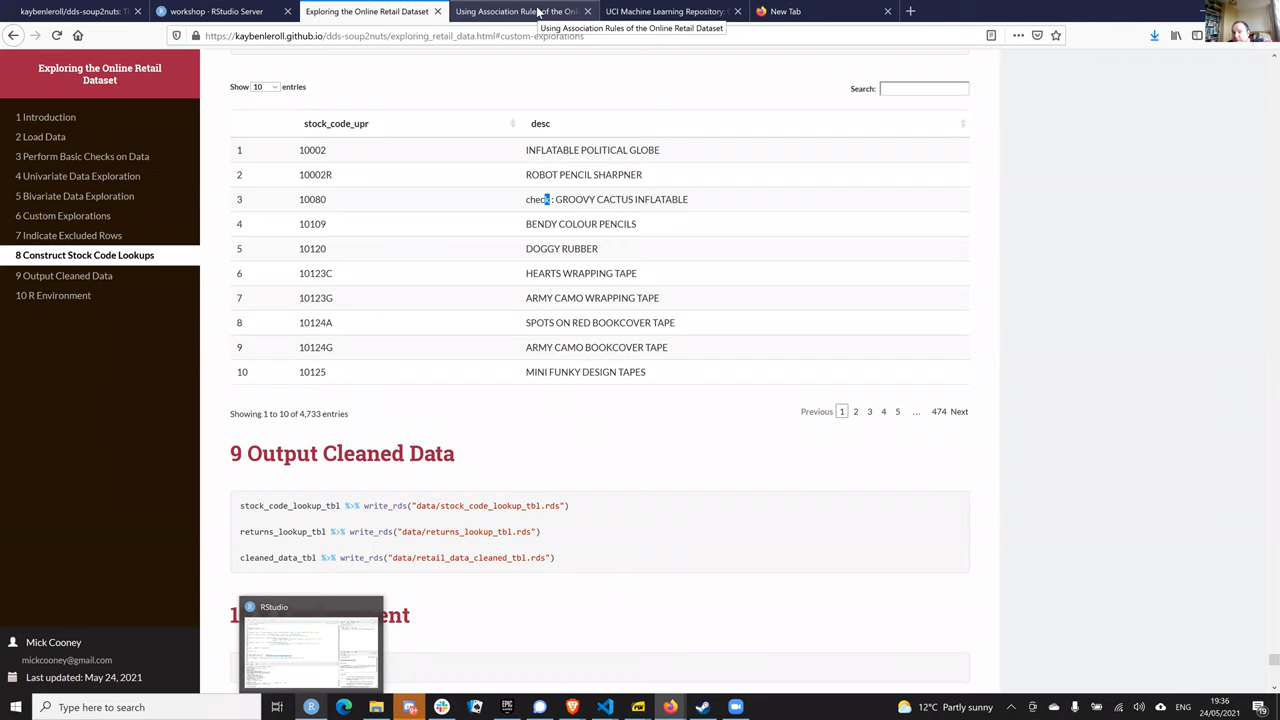 kaybenleroll/dds-soup2nuts: T
workshop - RStudio Server
Exploring the Online Retail Dataset
Using Association Rules of the Onl
UCI Machine Learning Repository
New Tab
Using Association Rules of the Online Retail Dataset
https://kaybenleroll.github.io/dds-soup2nuts/exploring_retail_data.html#custom-explorations
Exploring the Online Retail
Dataset
1 Introduction
2 Load Data
3 Perform Basic Checks on Data
4 Univariate Data Exploration
5 Bivariate Data Exploration
6 Custom Explorations
7 Indicate Excluded Rows
8 Construct Stock Code Lookups
9 Output Cleaned Data
10 R Environment
Show 10 entries
Search:
stock_code_upr desc
1 10002 INFLATABLE POLITICAL GLOBE
2 10002R ROBOT PENCIL SHARPNER
3 10080 check : GROOVY CACTUS INFLATABLE
4 10109 BENDY COLOUR PENCILS
5 10120 DOGGY RUBBER
6 10123C HEARTS WRAPPING TAPE
7 10123G ARMY CAMO WRAPPING TAPE
8 10124A SPOTS ON RED BOOKCOVER TAPE
9 10124G ARMY CAMO BOOKCOVER TAPE
10 10125 MINI FUNKY DESIGN TAPES
Showing 1 to 10 of 4,733 entries
Previous 1 2 3 4 5 … 474 Next
9 Output Cleaned Data
stock_code_lookup_tbl %>% write_rds("data/stock_code_lookup_tbl.rds")
returns_lookup_tbl %>% write_rds("data/returns_lookup_tbl.rds")
cleaned_data_tbl %>% write_rds("data/retail_data_cleaned_tbl.rds")
RStudio
Mick Cooney
mickcooney@gmail.com
Last updated: May 24, 2021
Type here to search
12°C Partly sunny
ENG
19:36
24/05/2021
19